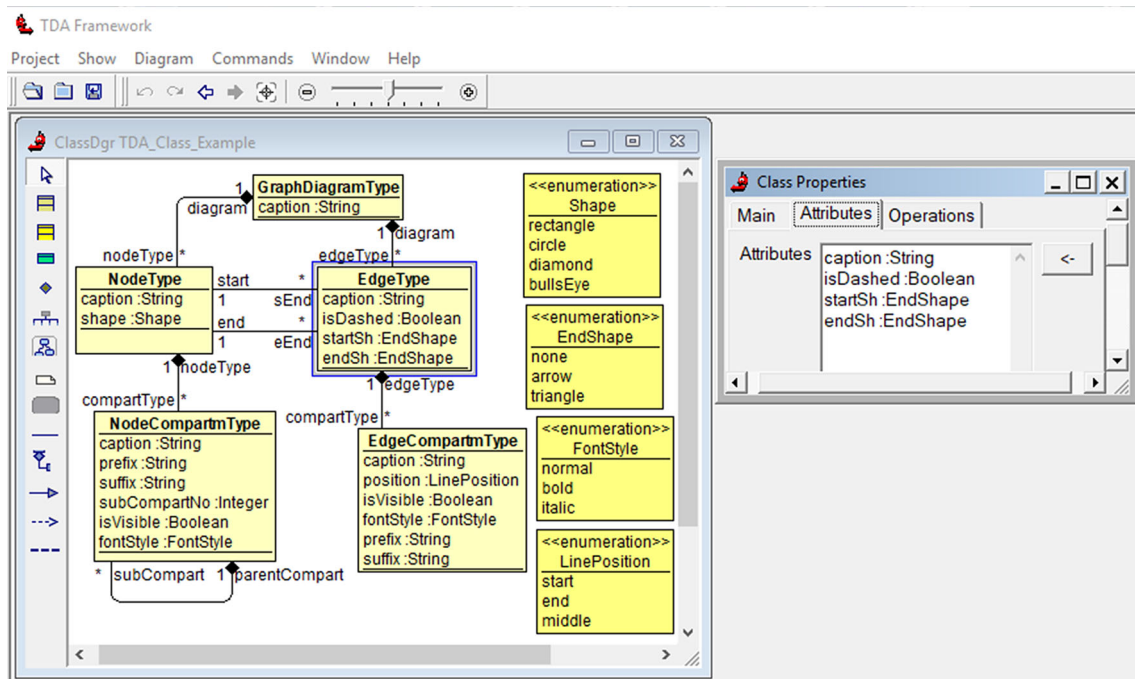 TDA Framework
Project Show Diagram Commands Window Help
ClassDgr TDA_Class_Example
GraphDiagramType
caption :String
1
diagram
1 diagram
nodeType *
edgeType *
NodeType
caption :String
shape :Shape
start *
1 sEnd
end *
1 eEnd
EdgeType
caption :String
isDashed :Boolean
startSh :EndShape
endSh :EndShape
1 nodeType
compartType *
1 edgeType
compartType *
NodeCompartmType
caption :String
prefix :String
suffix :String
subCompartNo :Integer
isVisible :Boolean
fontStyle :FontStyle
* subCompart 1 parentCompart
EdgeCompartmType
caption :String
position :LinePosition
isVisible :Boolean
fontStyle :FontStyle
prefix :String
suffix :String
<<enumeration>>
Shape
rectangle
circle
diamond
bullsEye
<<enumeration>>
EndShape
none
arrow
triangle
<<enumeration>>
FontStyle
normal
bold
italic
<<enumeration>>
LinePosition
start
end
middle
Class Properties
Main Attributes Operations
Attributes
caption :String
isDashed :Boolean
startSh :EndShape
endSh :EndShape
<-